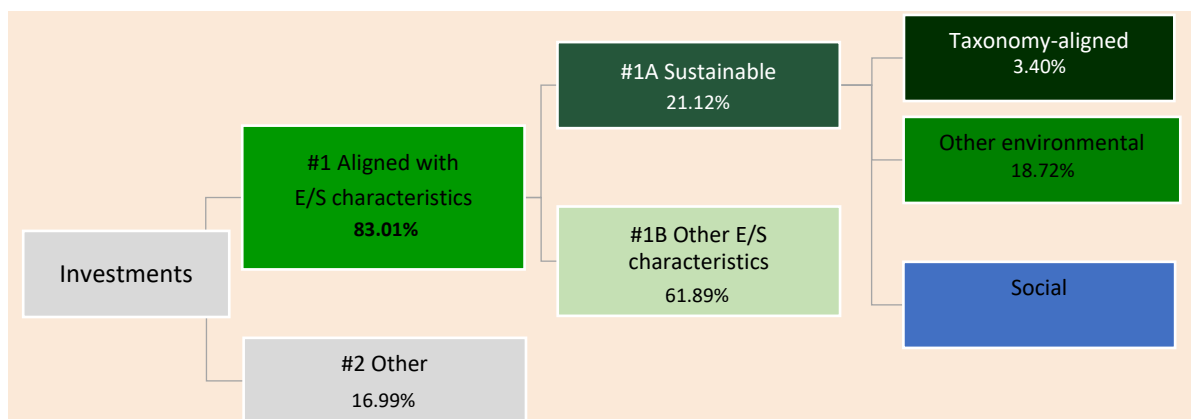 Investments
#1 Aligned with
E/S characteristics
83.01%
#2 Other
16.99%
#1A Sustainable
21.12%
#1B Other E/S
characteristics
61.89%
Taxonomy-aligned
3.40%
Other environmental
18.72%
Social